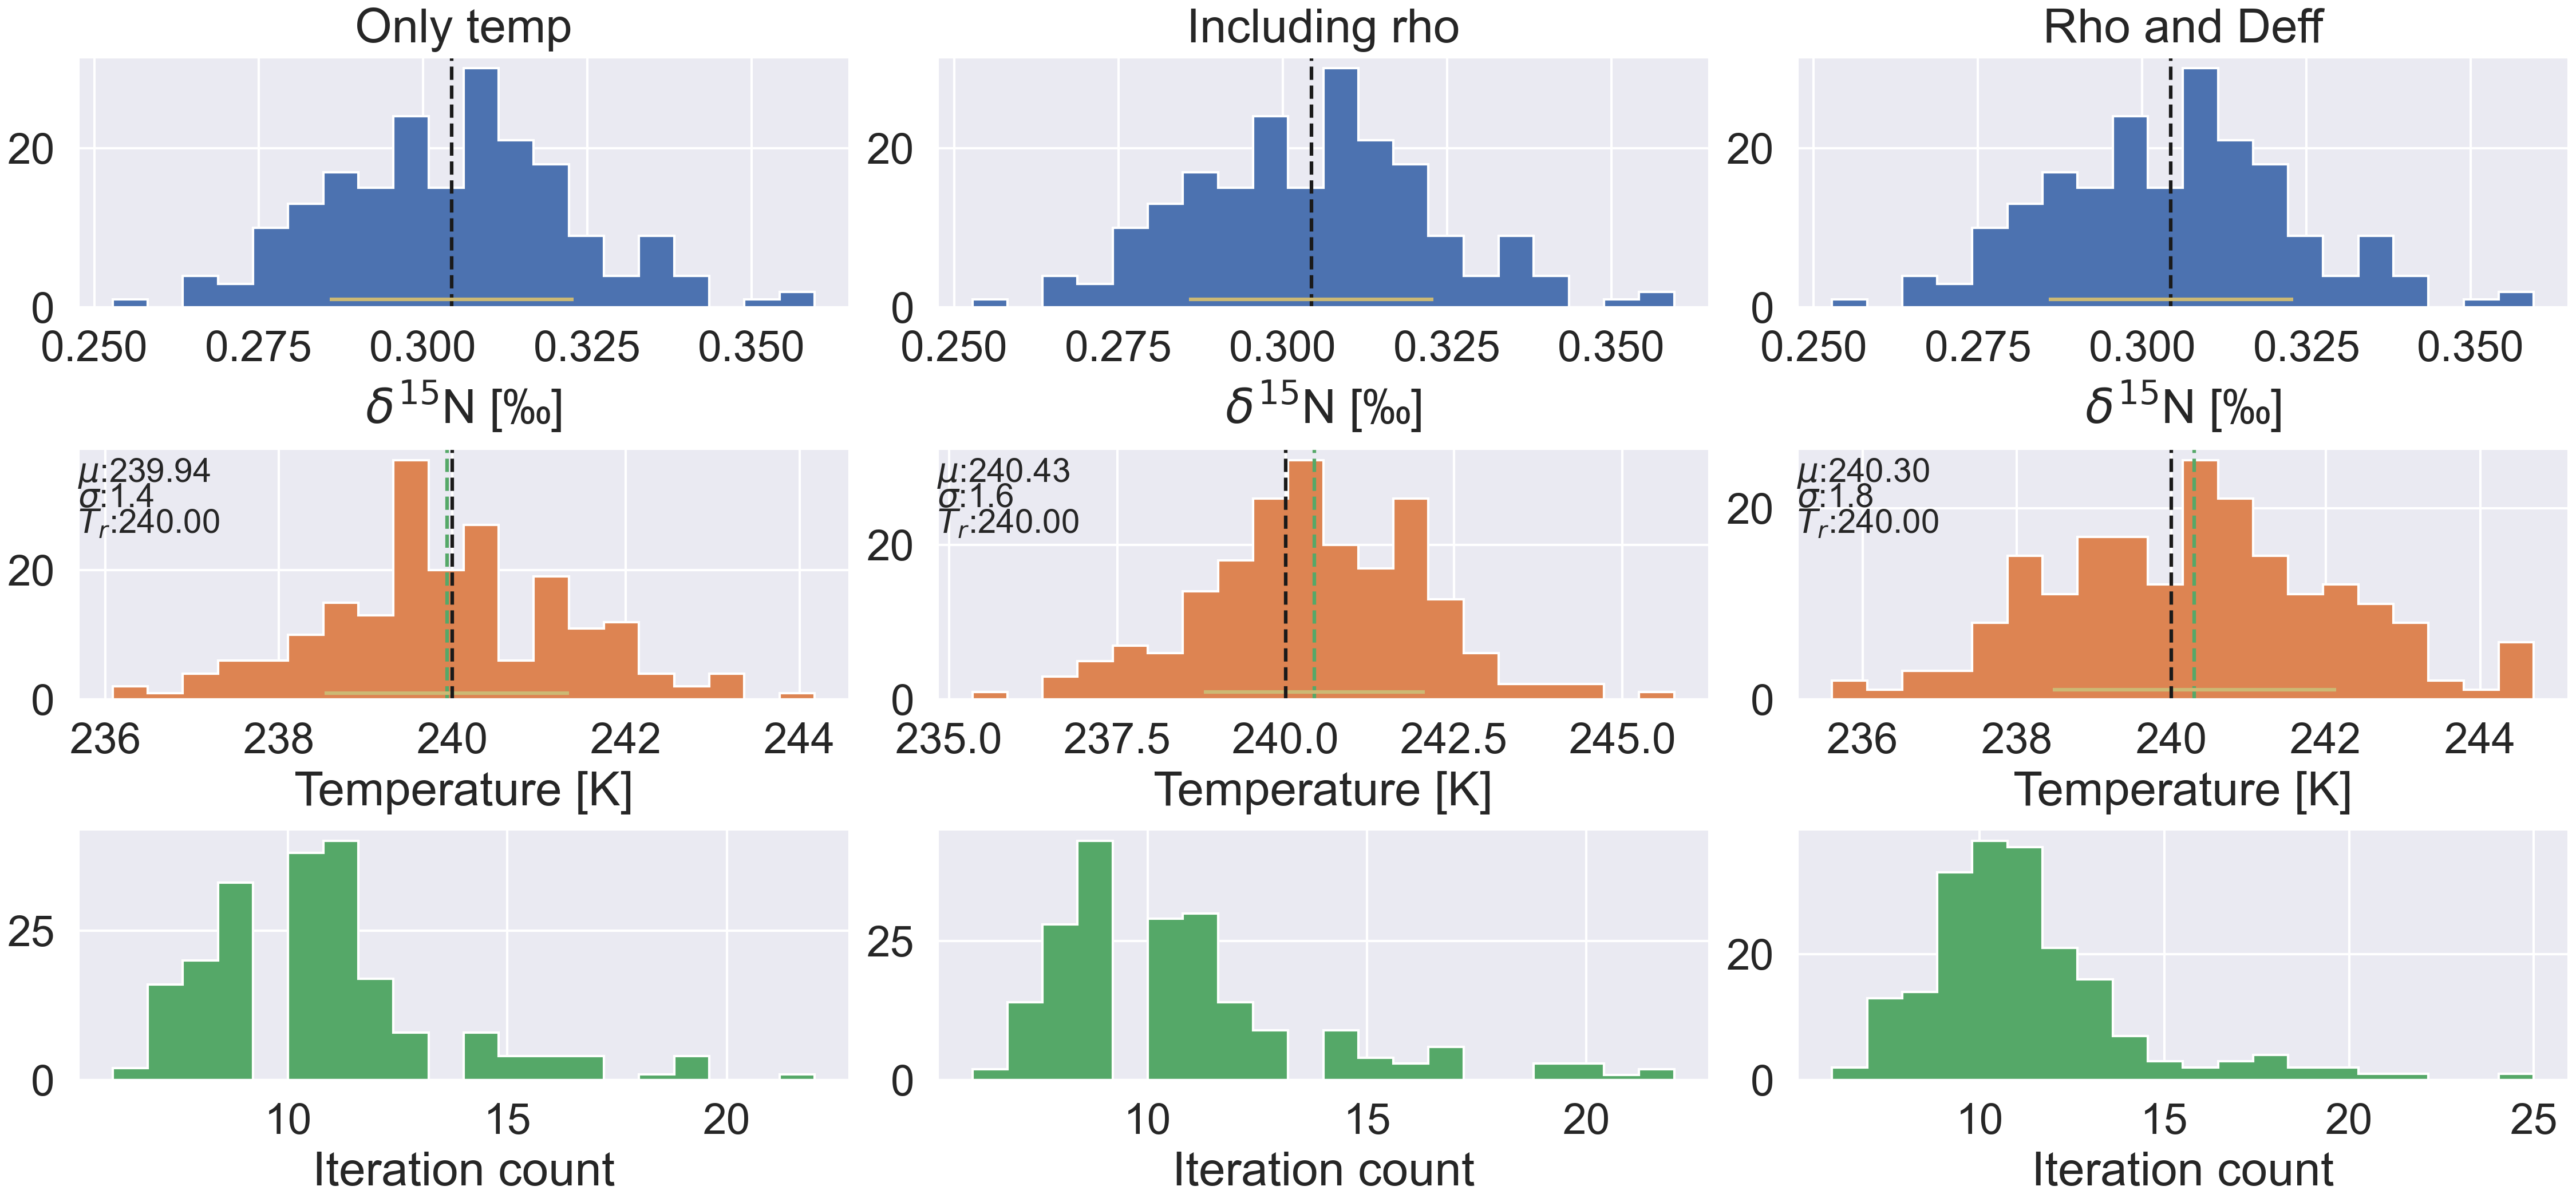 Only temp Including rho Rho and Deff
20 20 20
0 0 0
0.250 0.275 0.300 0.325 0.350 0.250 0.275 0.300 0.325 0.350 0.250 0.275 0.300 0.325 0.350
δ¹⁵N [‰] δ¹⁵N [‰] δ¹⁵N [‰]
μ:239.94 μ:240.43 μ:240.30
σ:1.4 σ:1.6 σ:1.8
Tᵣ:240.00 Tᵣ:240.00 Tᵣ:240.00
20 20 20
0 0 0
236 238 240 242 244 235.0 237.5 240.0 242.5 245.0 236 238 240 242 244
Temperature [K] Temperature [K] Temperature [K]
25 25 20
0 0 0
10 15 20 10 15 20 10 15 20 25
Iteration count Iteration count Iteration count